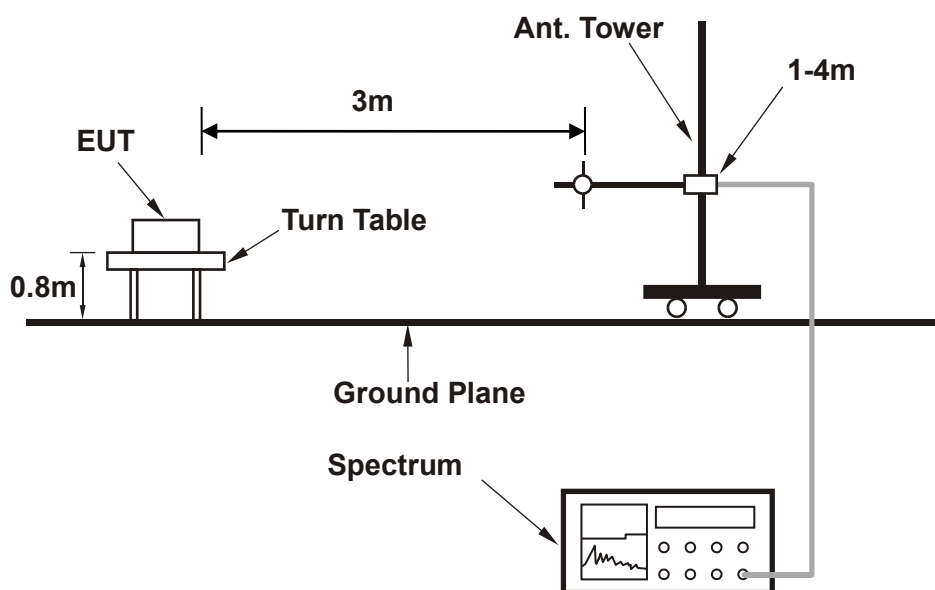 Ant. Tower
1-4m
3m
EUT
Turn Table
0.8m
Ground Plane
Spectrum